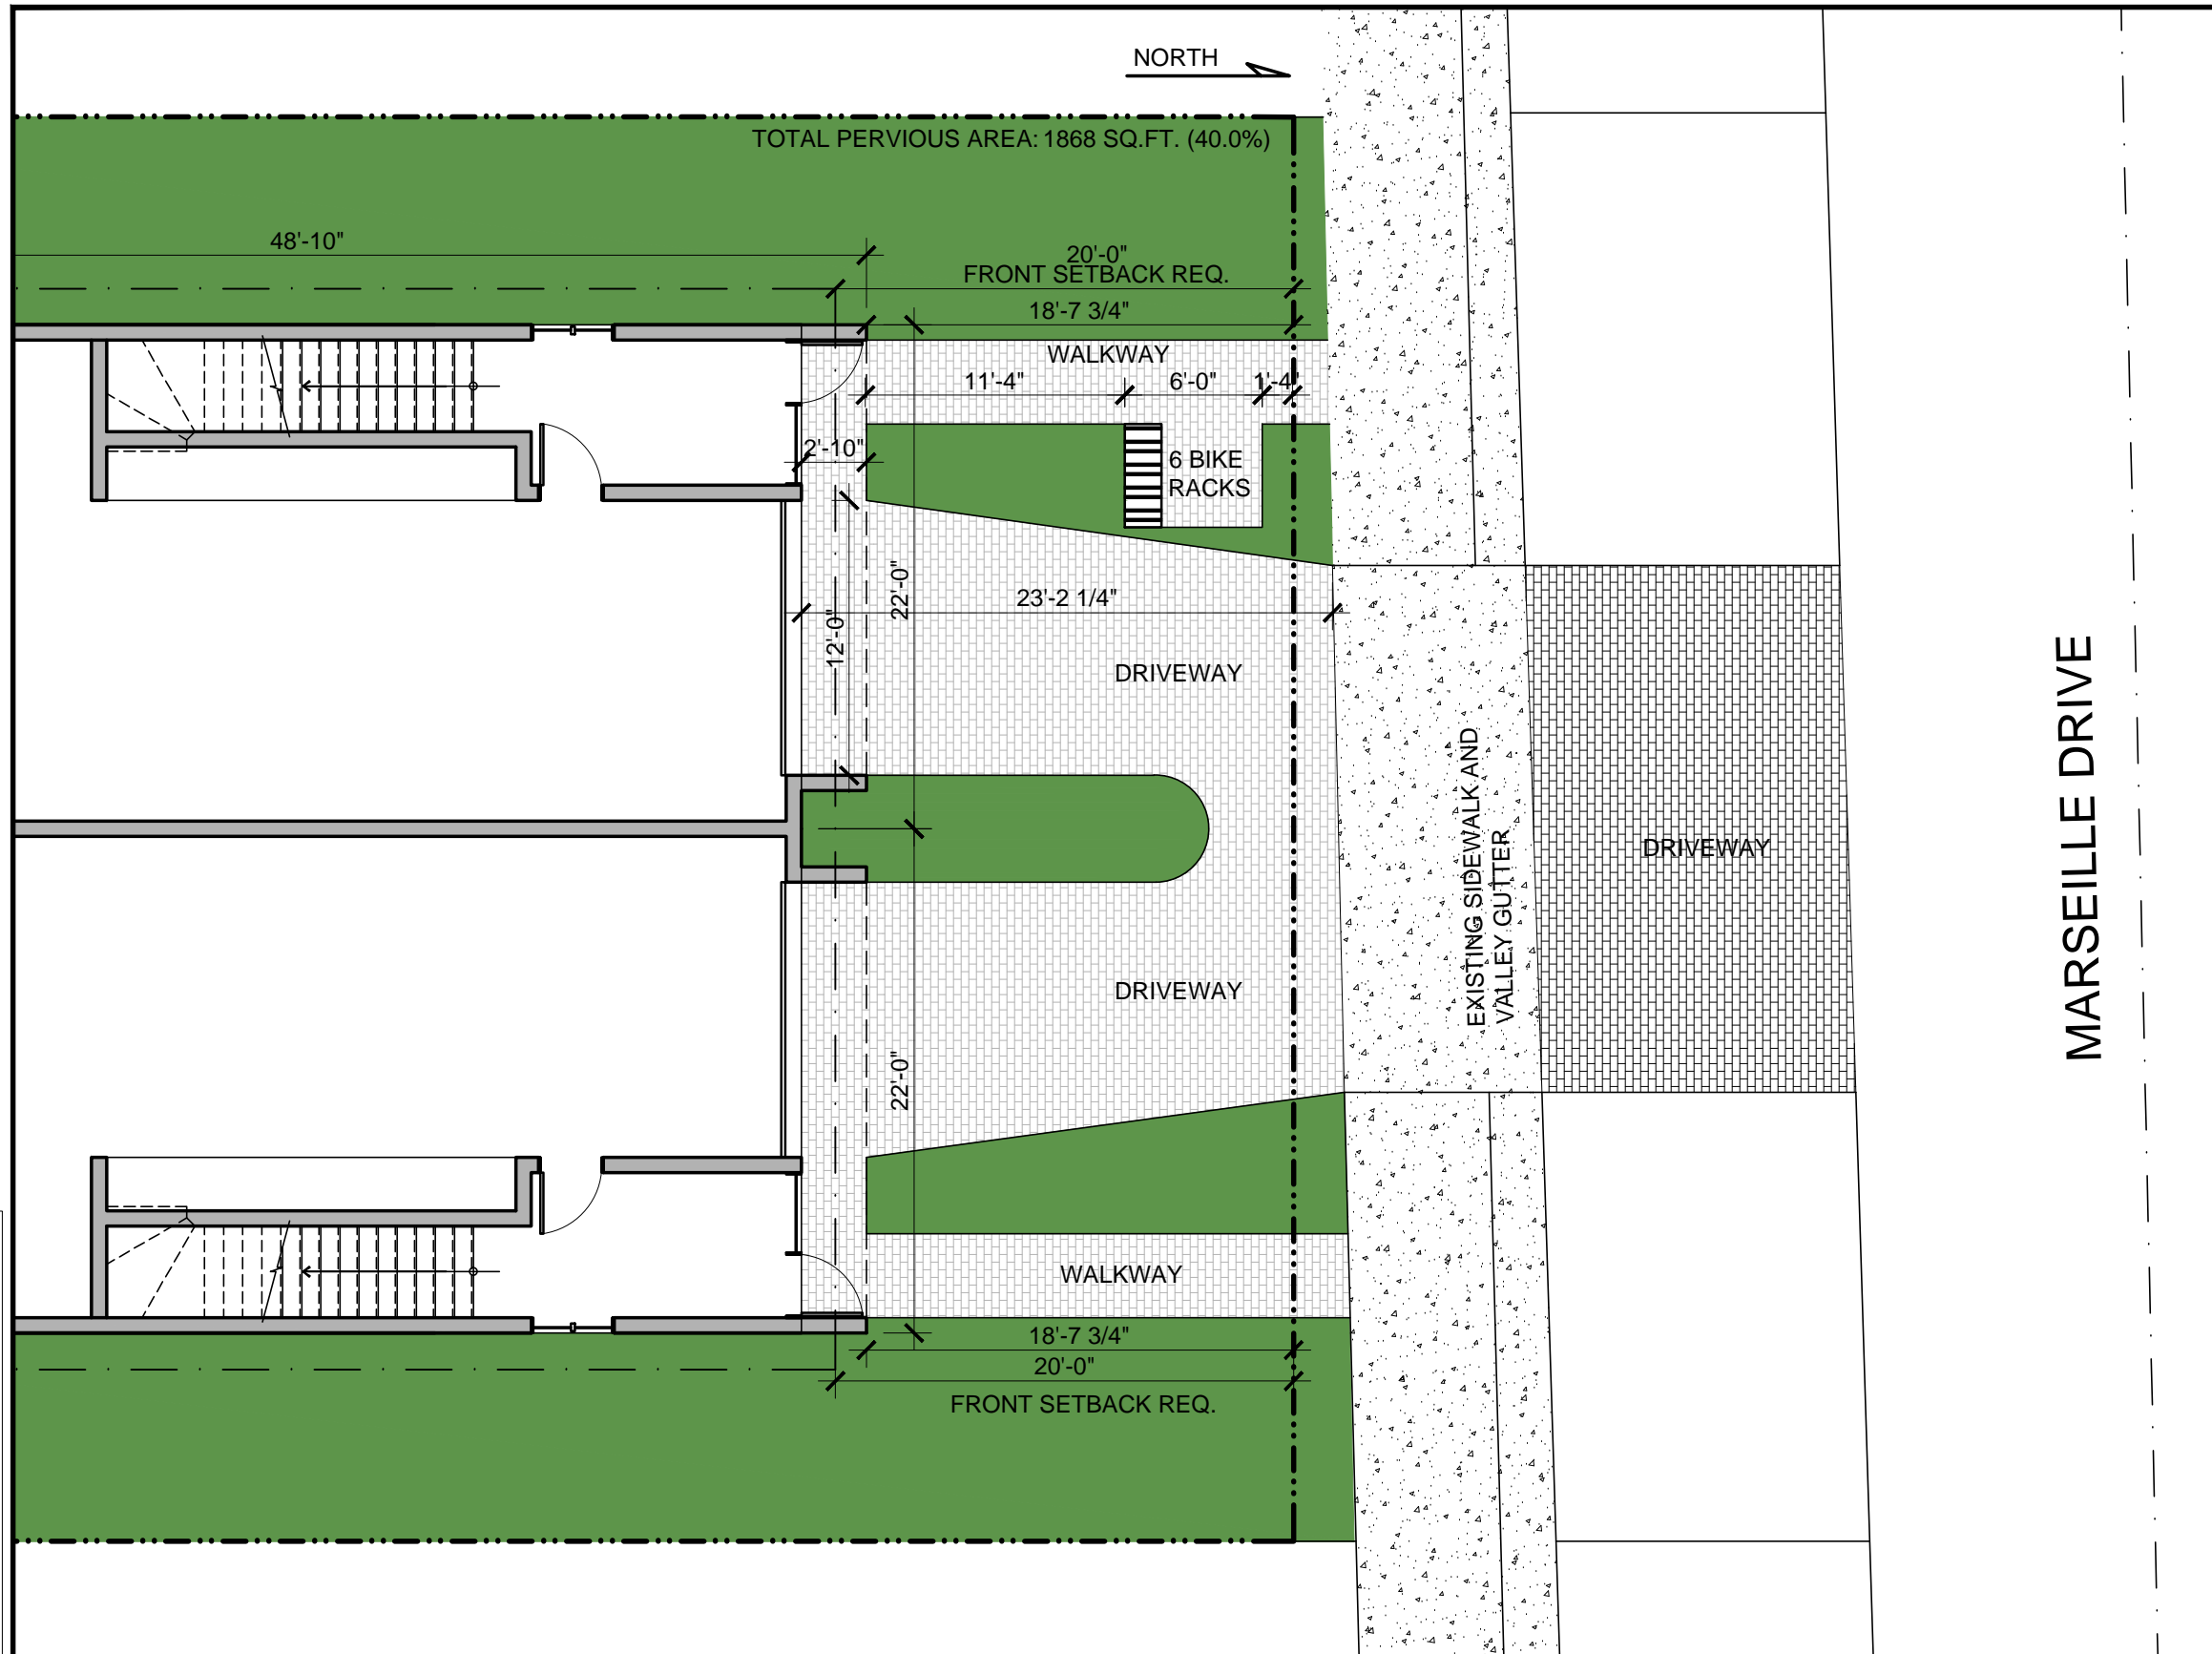 NORTH
TOTAL PERVIOUS AREA: 1868 SQ.FT. (40.0%)
48'-10"
20'-0"
FRONT SETBACK REQ.
18'-7 3/4"
WALKWAY
11'-4"
6'-0"
1'-4"
2'-10"
6 BIKE
RACKS
22'-0"
12'-0"
23'-2 1/4"
DRIVEWAY
EXISTING SIDEWALK AND
VALLEY GUTTER
DRIVEWAY
MARSEILLE DRIVE
DRIVEWAY
22'-0"
WALKWAY
18'-7 3/4"
20'-0"
FRONT SETBACK REQ.